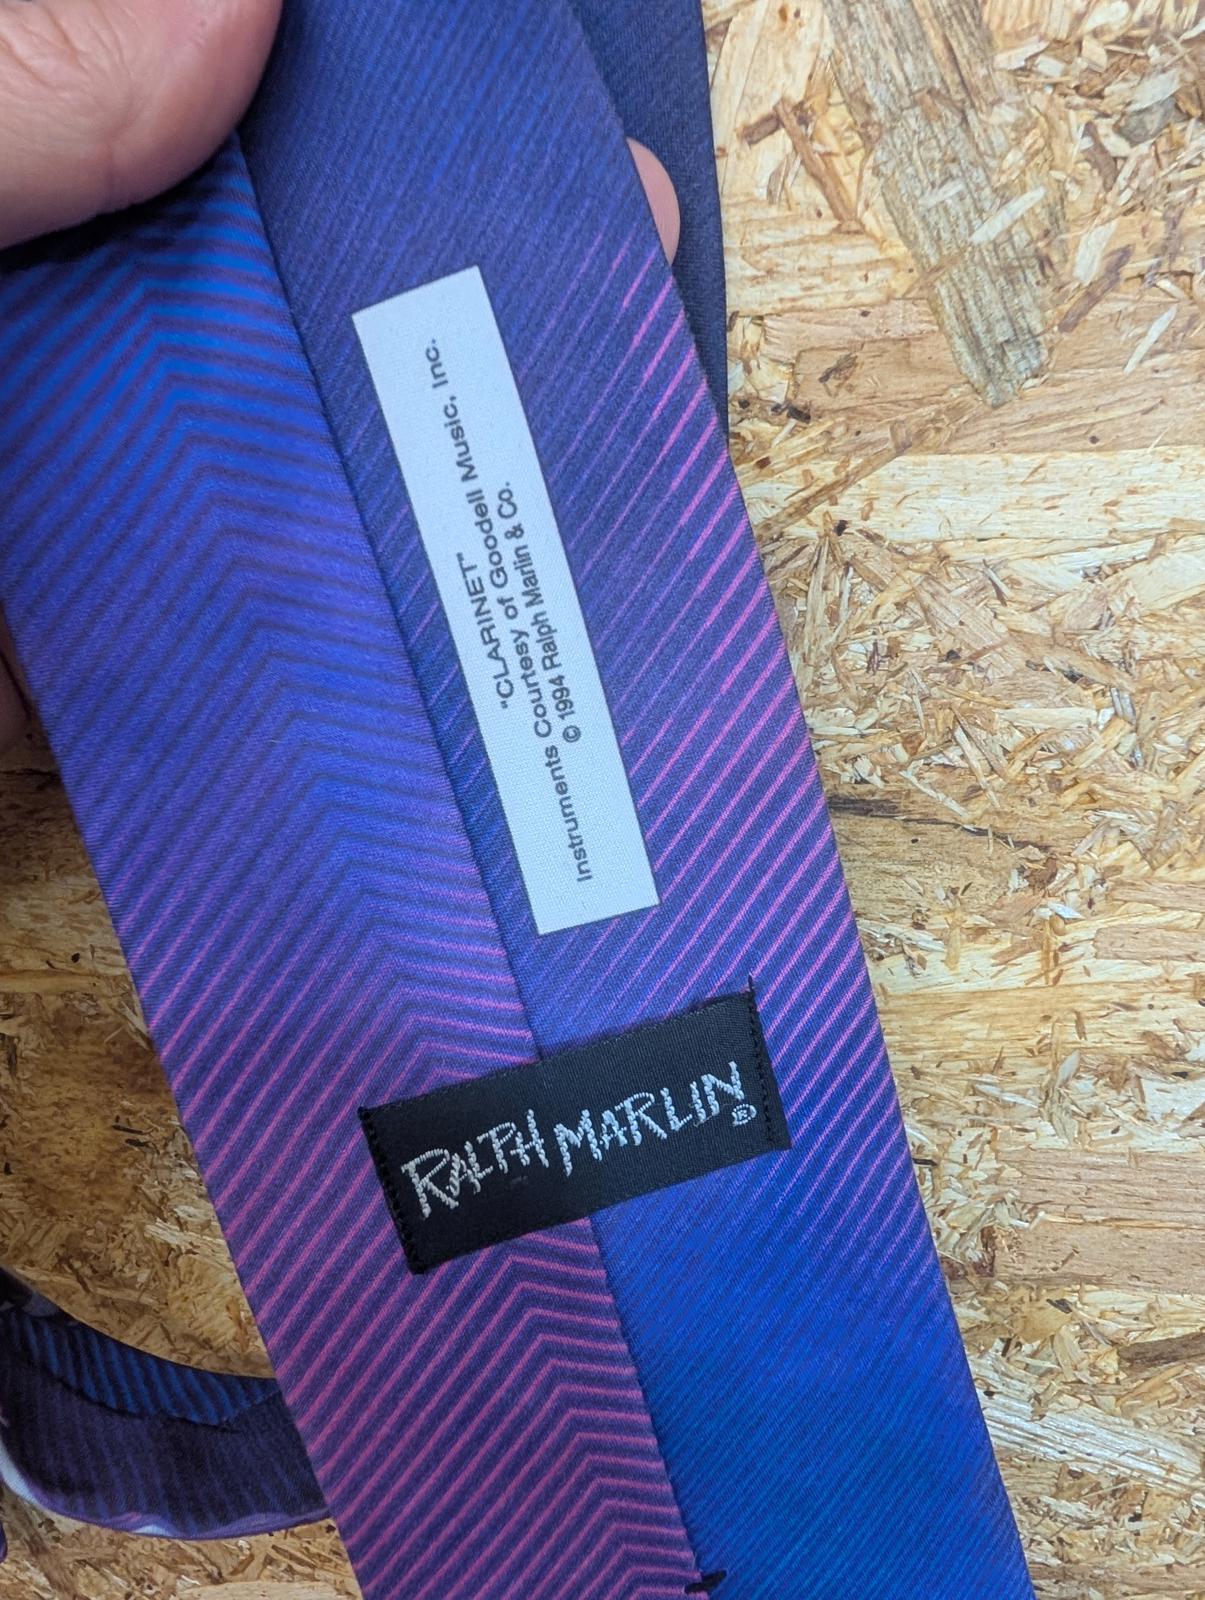 "CLARINET"
Instruments Courtesy of Goodell Music, Inc.
© 1994 Ralph Marlin & Co.
RALPH MARLIN®